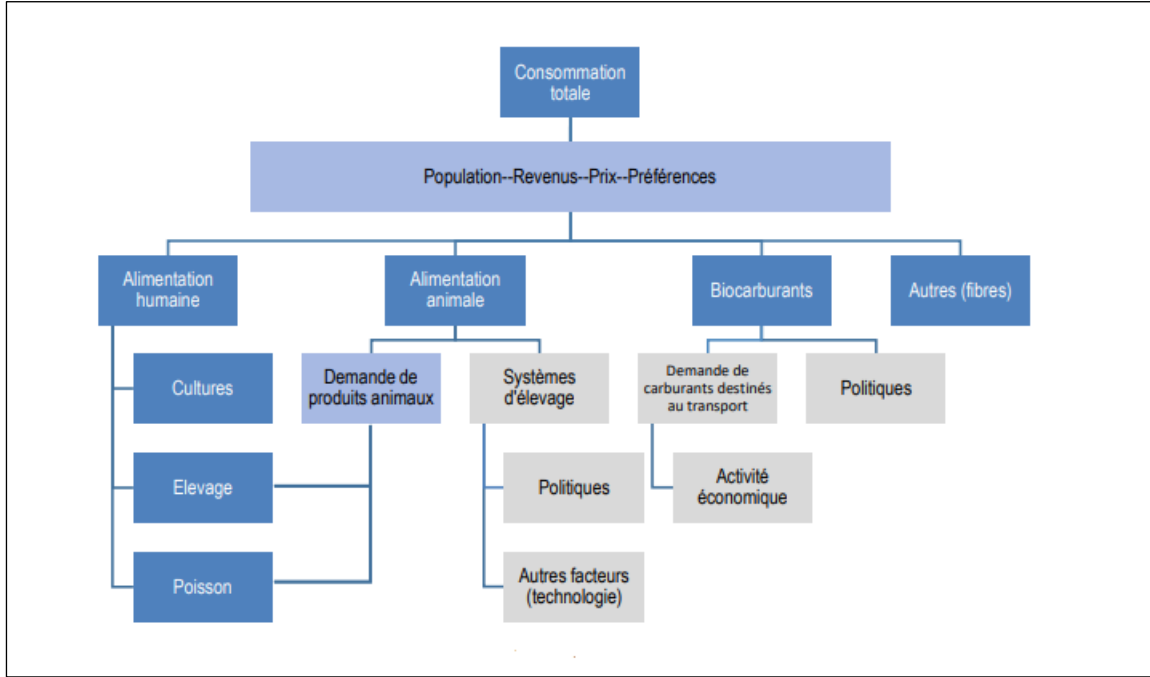 Consommation
totale
Population--Revenus--Prix--Préférences
Alimentation
humaine
Alimentation
animale
Biocarburants
Autres (fibres)
Cultures
Demande de
produits animaux
Systèmes
d'élevage
Demande de
carburants destinés
au transport
Politiques
Elevage
Politiques
Activité
économique
Poisson
Autres facteurs
(technologie)